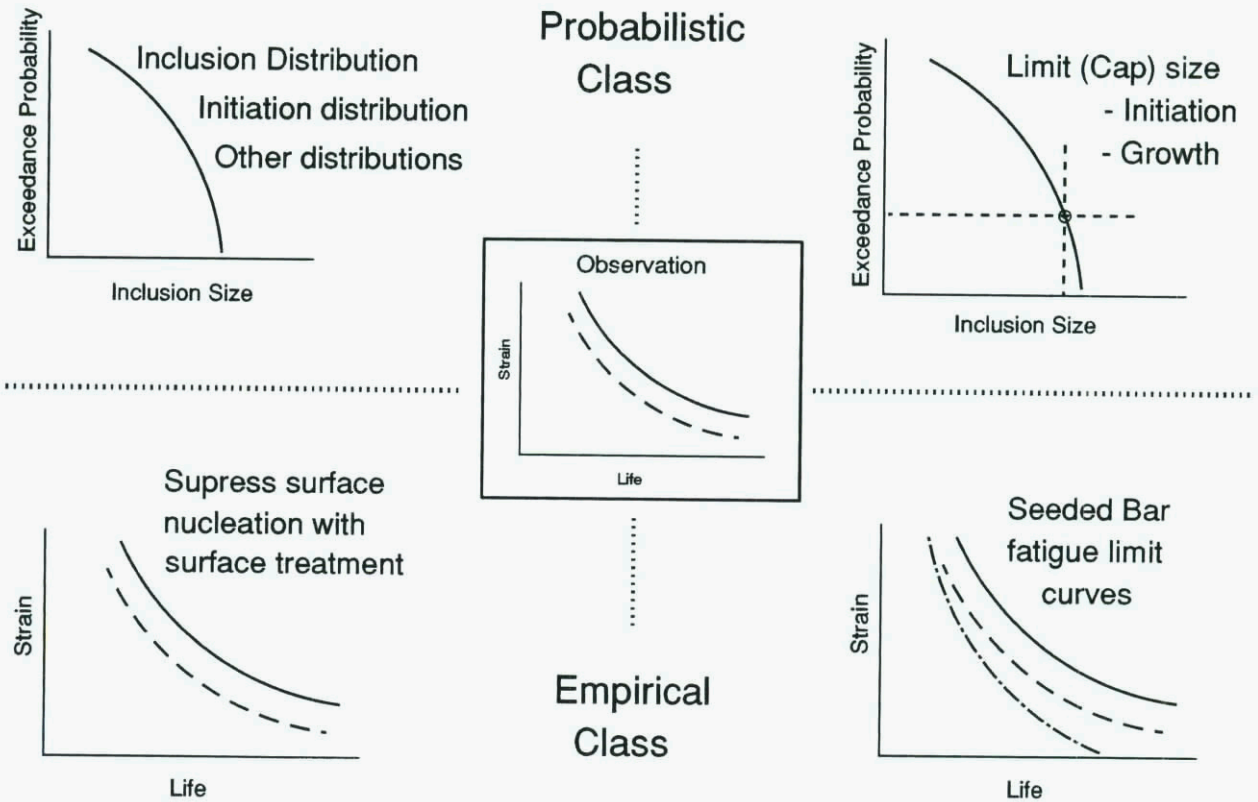 Probabilistic
Class
Exceedance Probability
Inclusion Distribution
Initiation distribution
Other distributions
Inclusion Size
Exceedance Probability
Limit (Cap) size
- Initiation
- Growth
Inclusion Size
Observation
Strain
Life
Supress surface
nucleation with
surface treatment
Strain
Life
Empirical
Class
Seeded Bar
fatigue limit
curves
Strain
Life